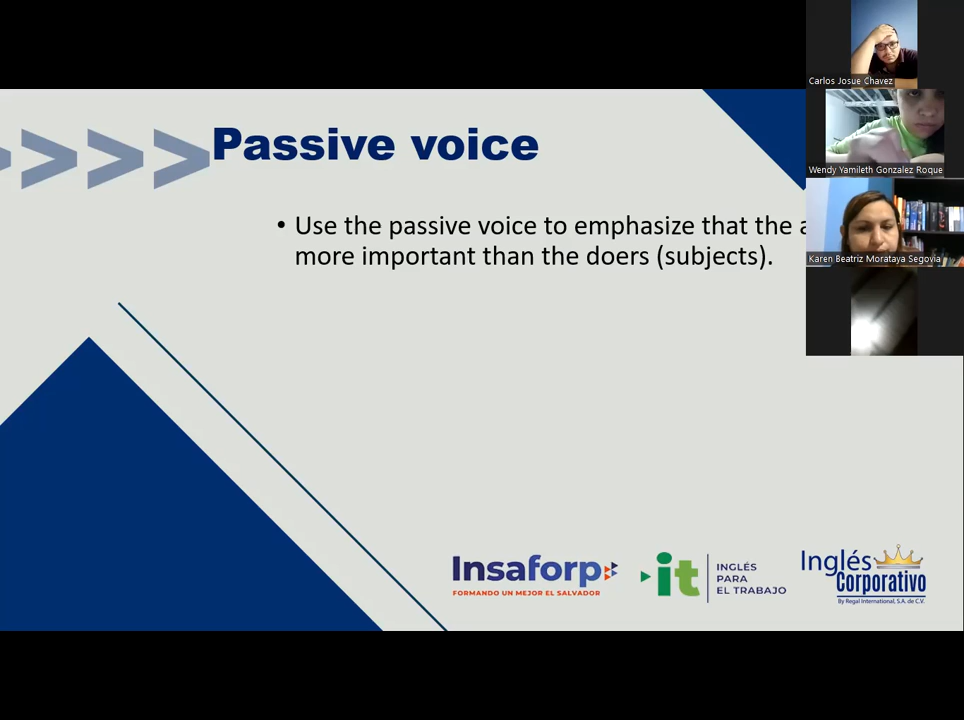 Passive voice
• Use the passive voice to emphasize that the
more important than the doers (subjects).
Carlos Josue Chavez
Wendy Yamileth Gonzalez Roque
Karen Beatriz Morataya Segovia
Insaforp
FORMANDO UN MEJOR EL SALVADOR
it
INGLÉS
PARA
EL TRABAJO
Inglés
Corporativo
By Regal International, S.A. de C.V.